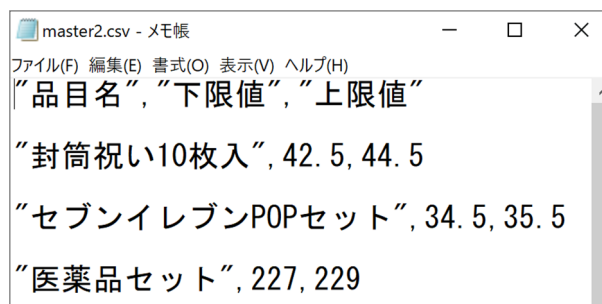 master2.csv - メモ帳
ファイル(F) 編集(E) 書式(O) 表示(V) ヘルプ(H)
"品目名","下限値","上限値"
"封筒祝い10枚入",42.5,44.5
"セブンイレブンPOPセット",34.5,35.5
"医薬品セット",227,229